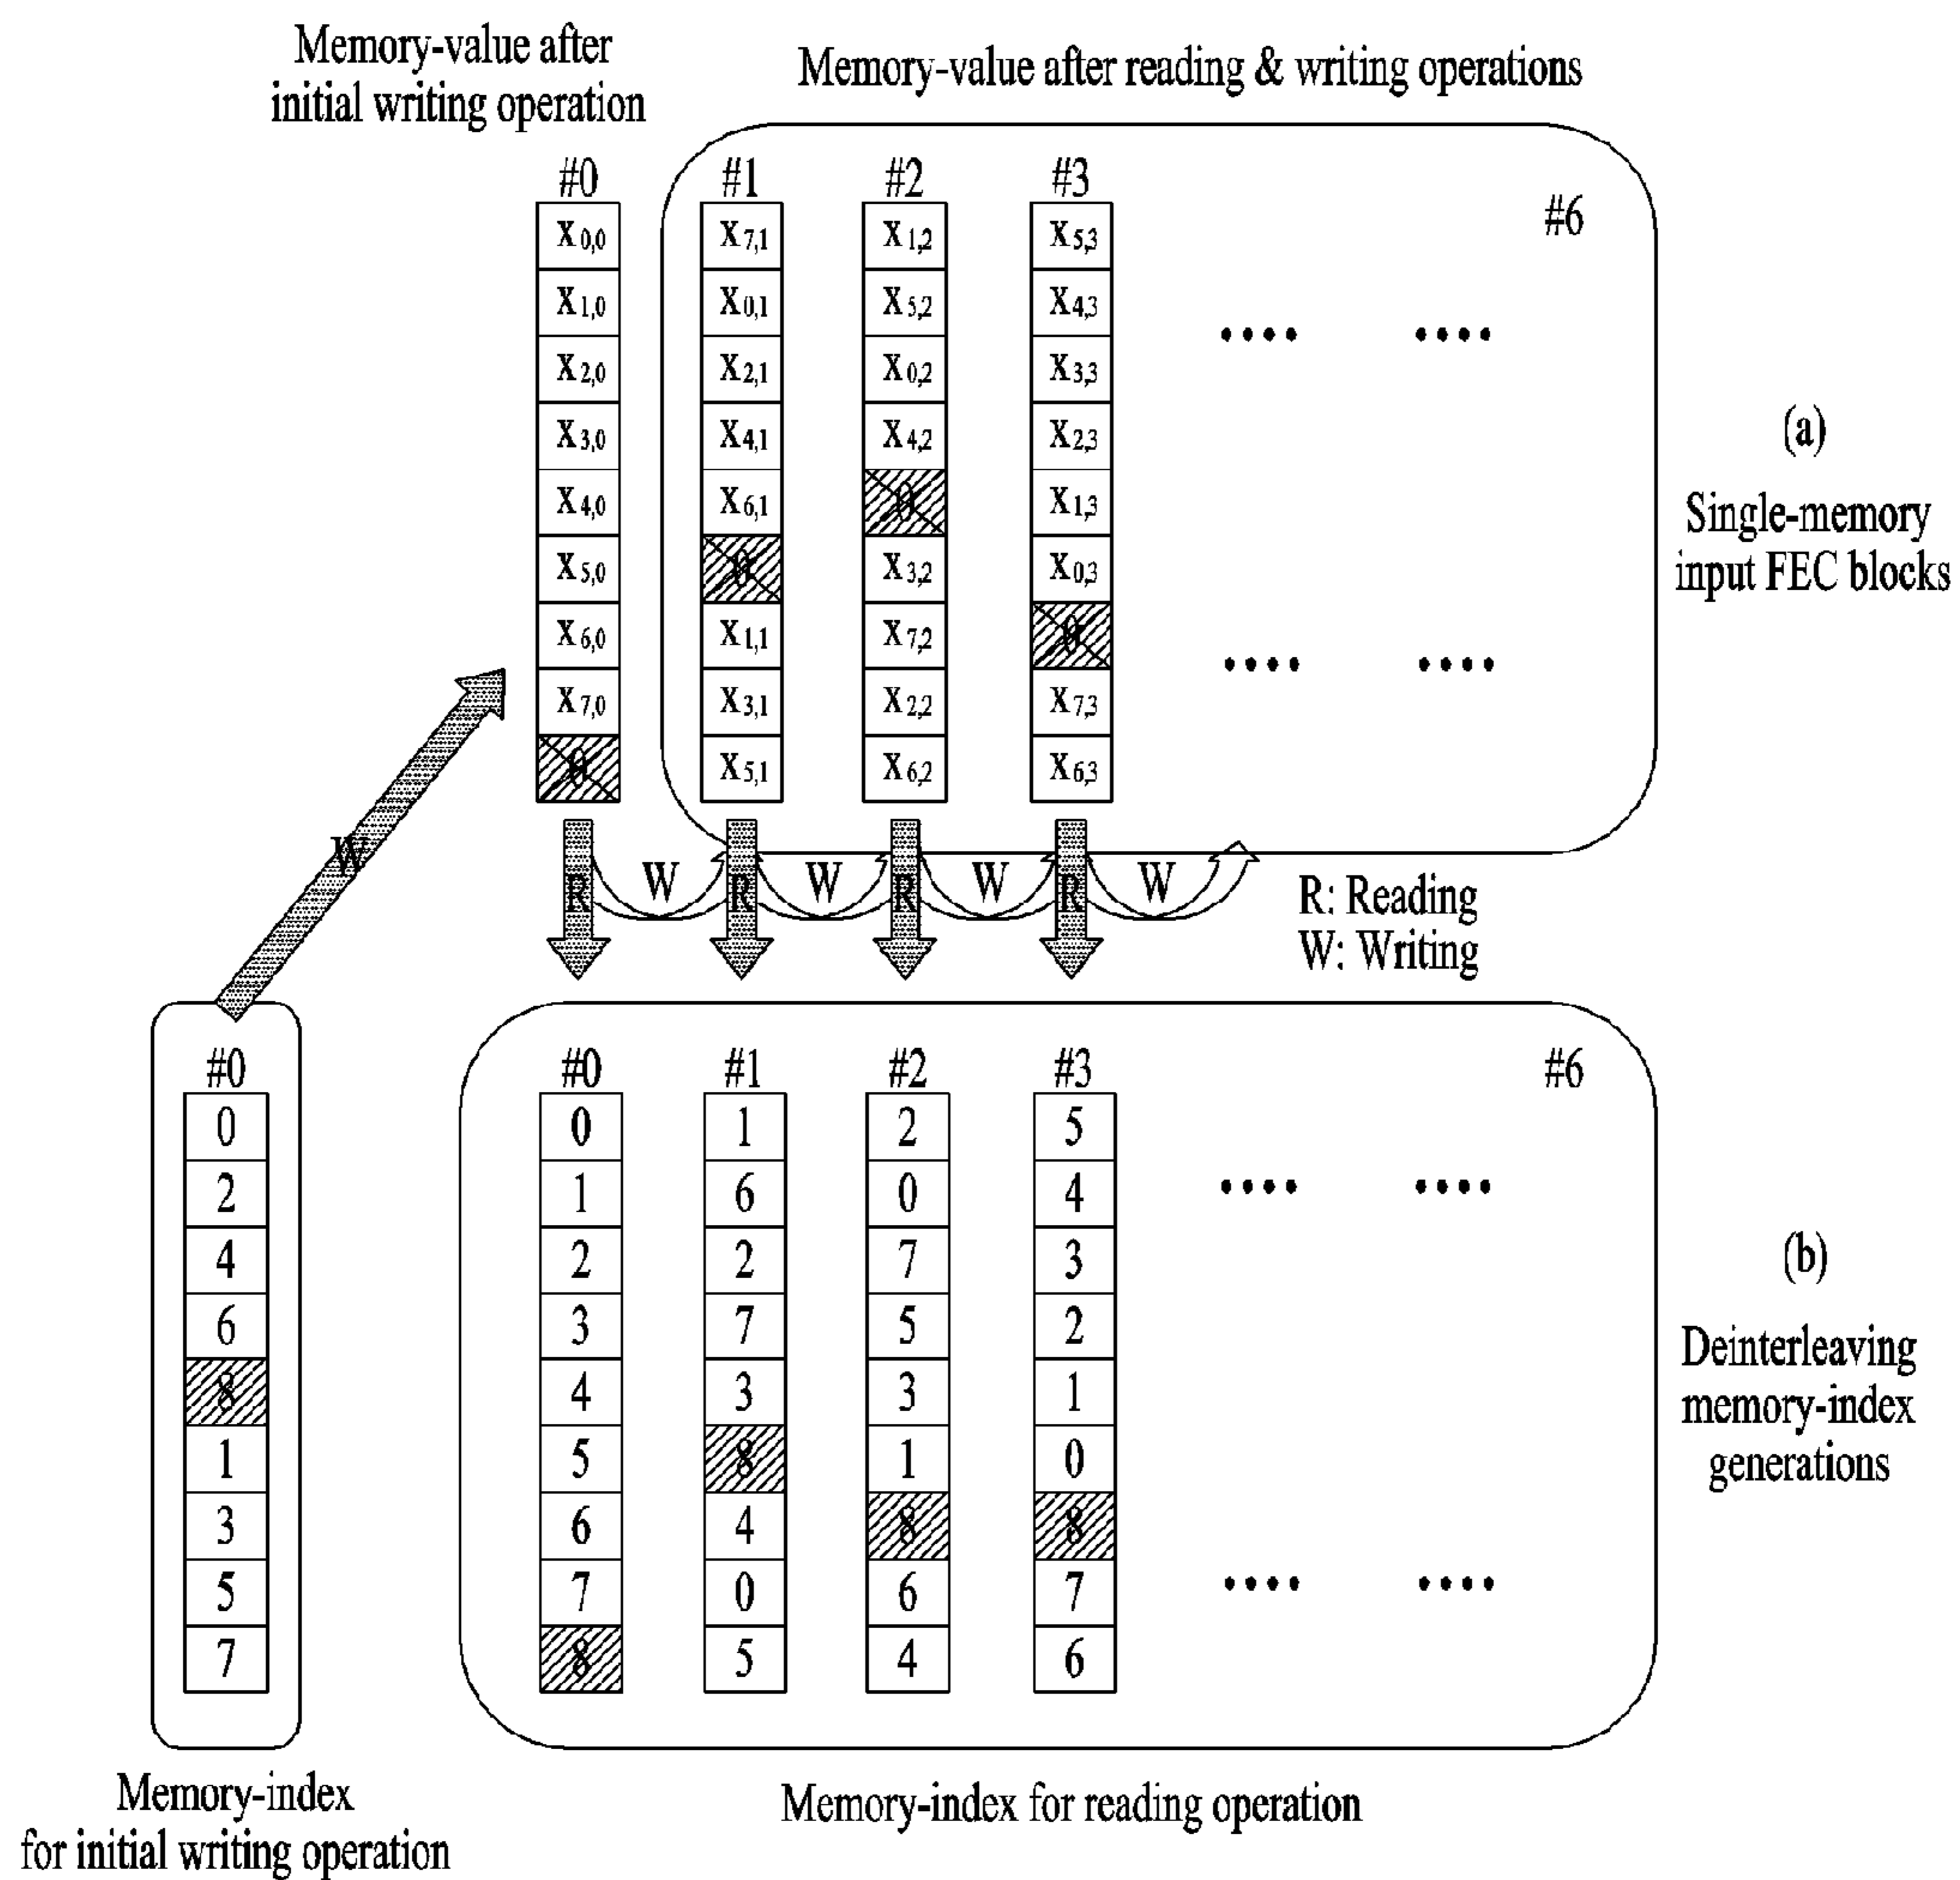 Memory-value after
initial writing operation
Memory-value after reading & writing operations
#0 #1 #2 #3 #6
X0,0 X7,1 X1,2 X5,3
X1,0 X0,1 X5,2 X4,3
X2,0 X2,1 X0,2 X3,3
X3,0 X4,1 X4,2 X2,3
X4,0 X6,1 0 X1,3
X5,0 0 X3,2 X0,3
X6,0 X1,1 X7,2 0
X7,0 X3,1 X2,2 X7,3
0 X5,1 X6,2 X6,3
(a)
Single-memory
input FEC blocks
W
R W R W R W R W
R: Reading
W: Writing
#0 #0 #1 #2 #3 #6
0 0 1 2 5
2 1 6 0 4
4 2 2 7 3
6 3 7 5 2
8 4 3 3 1
1 5 8 1 0
3 6 4 8 8
5 7 0 6 7
7 8 5 4 6
(b)
Deinterleaving
memory-index
generations
Memory-index
for initial writing operation
Memory-index for reading operation